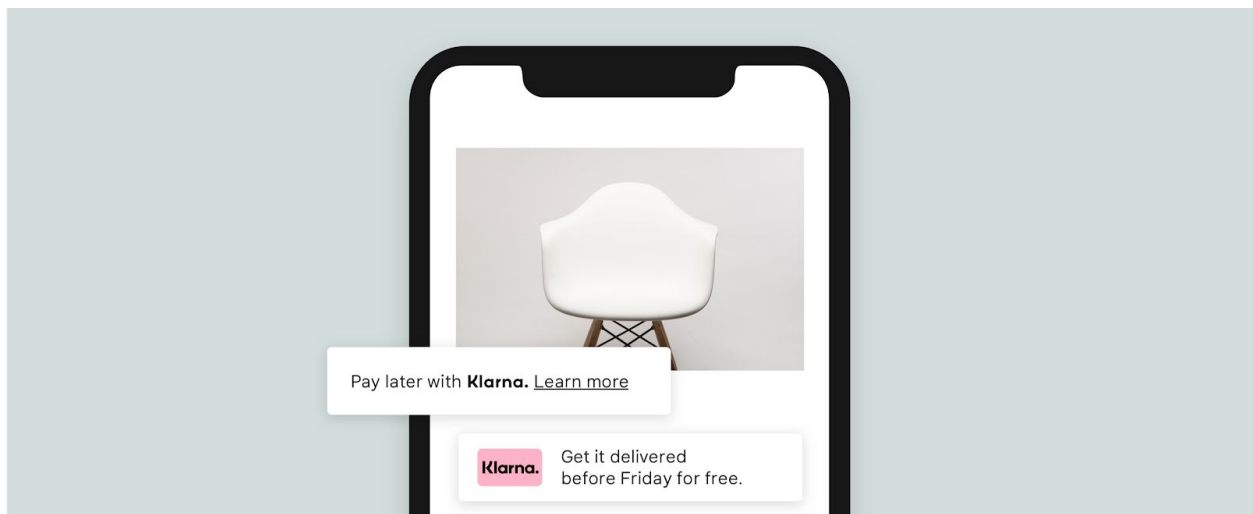 Pay later with Klarna. Learn more
Klarna.
Get it delivered
before Friday for free.